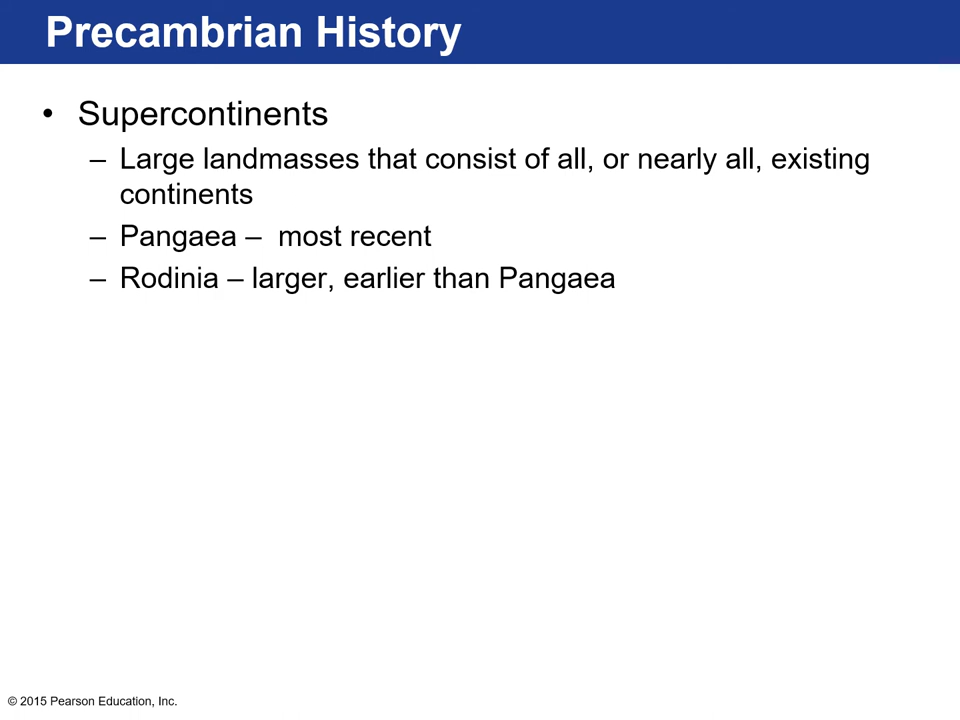 Precambrian History
• Supercontinents
– Large landmasses that consist of all, or nearly all, existing
continents
– Pangaea –  most recent
– Rodinia – larger, earlier than Pangaea
© 2015 Pearson Education, Inc.